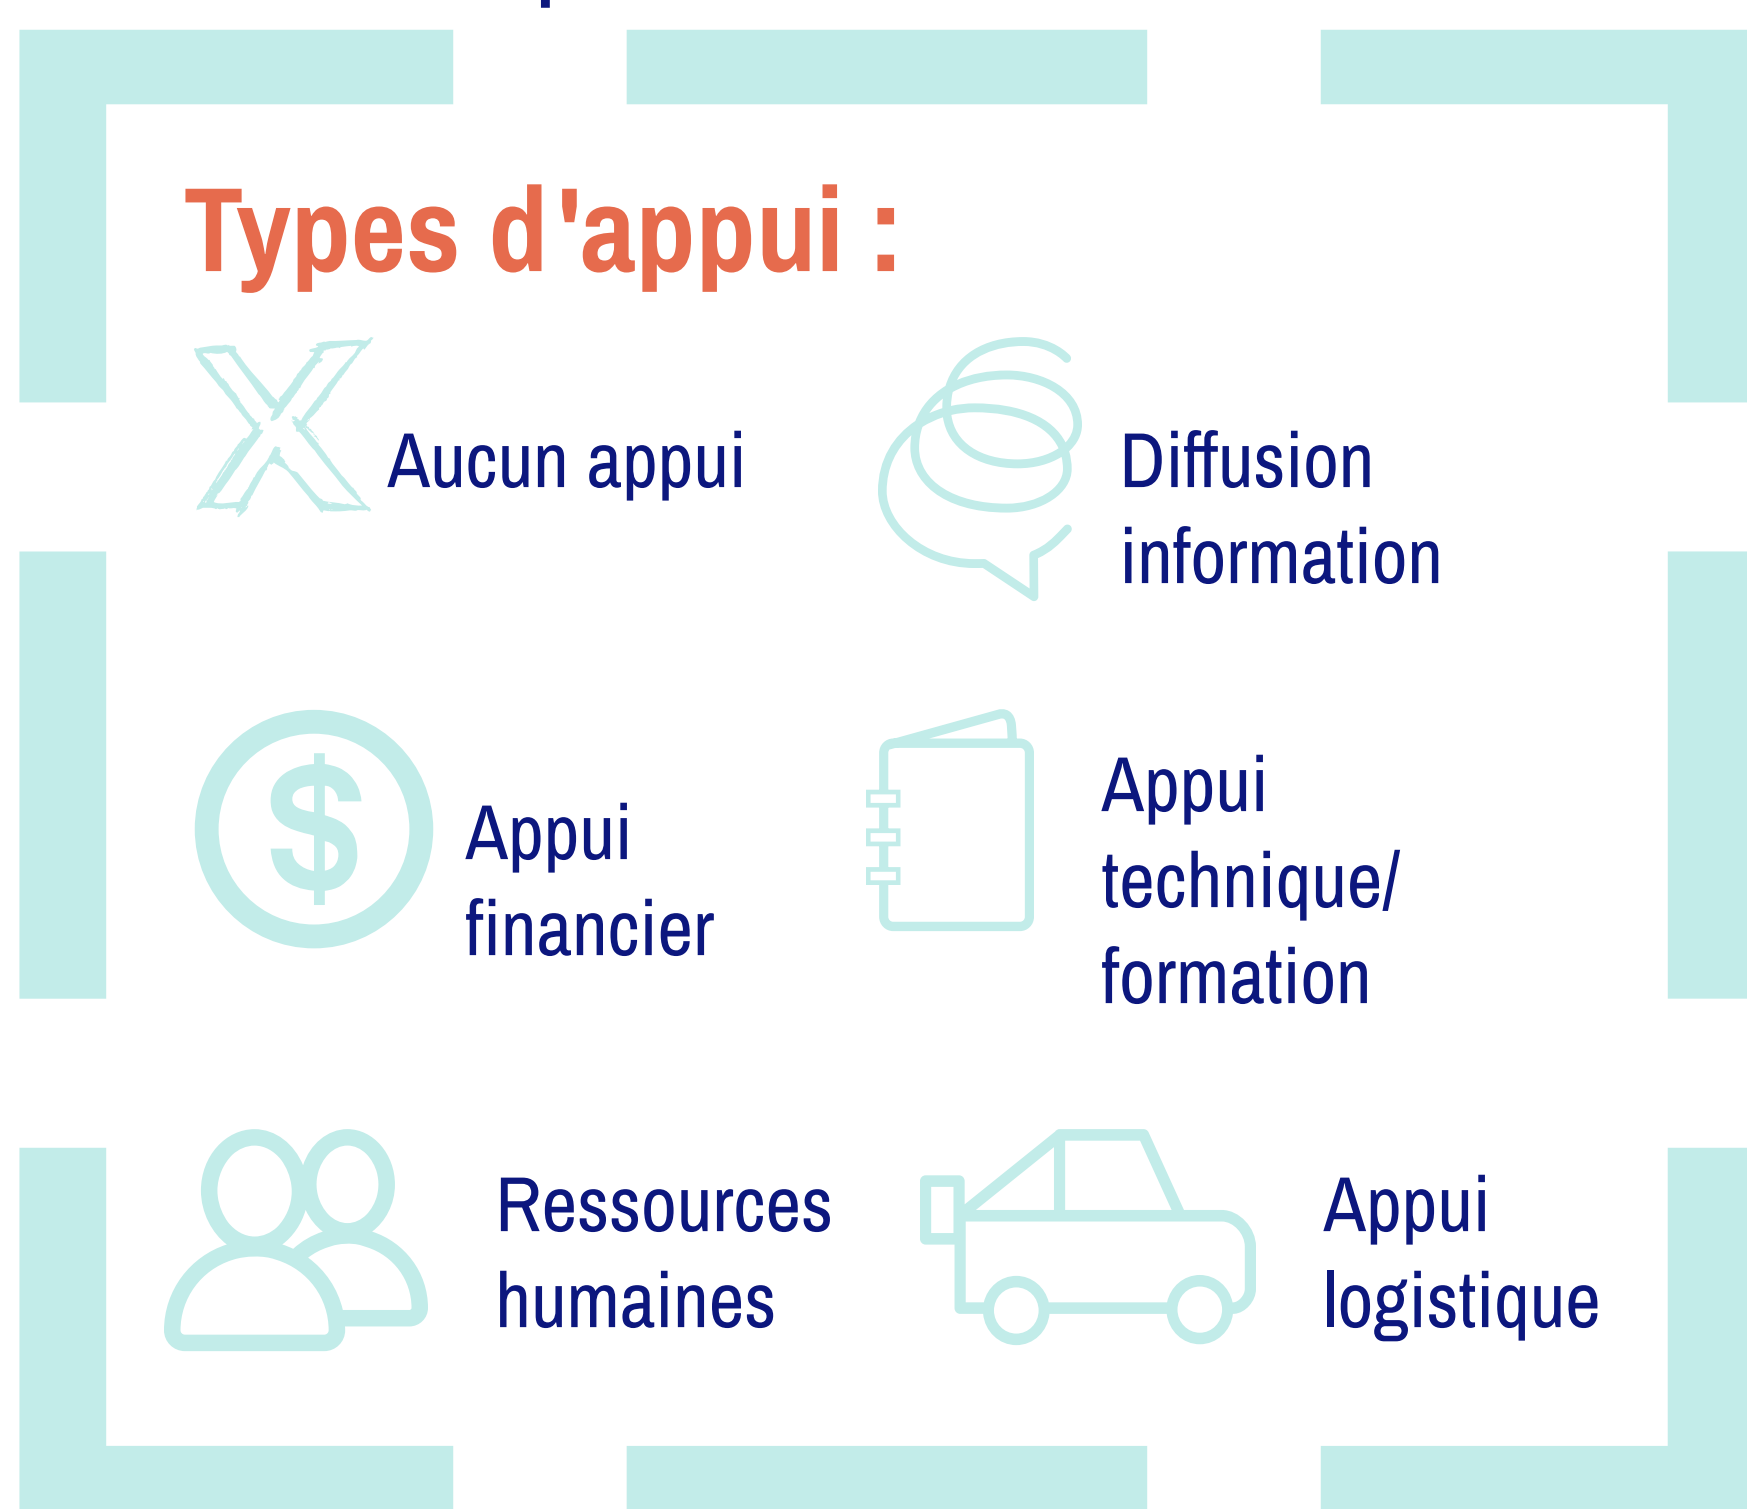 Types d'appui :
Aucun appui
Diffusion
information
Appui
financier
Appui
technique/
formation
Ressources
humaines
Appui
logistique